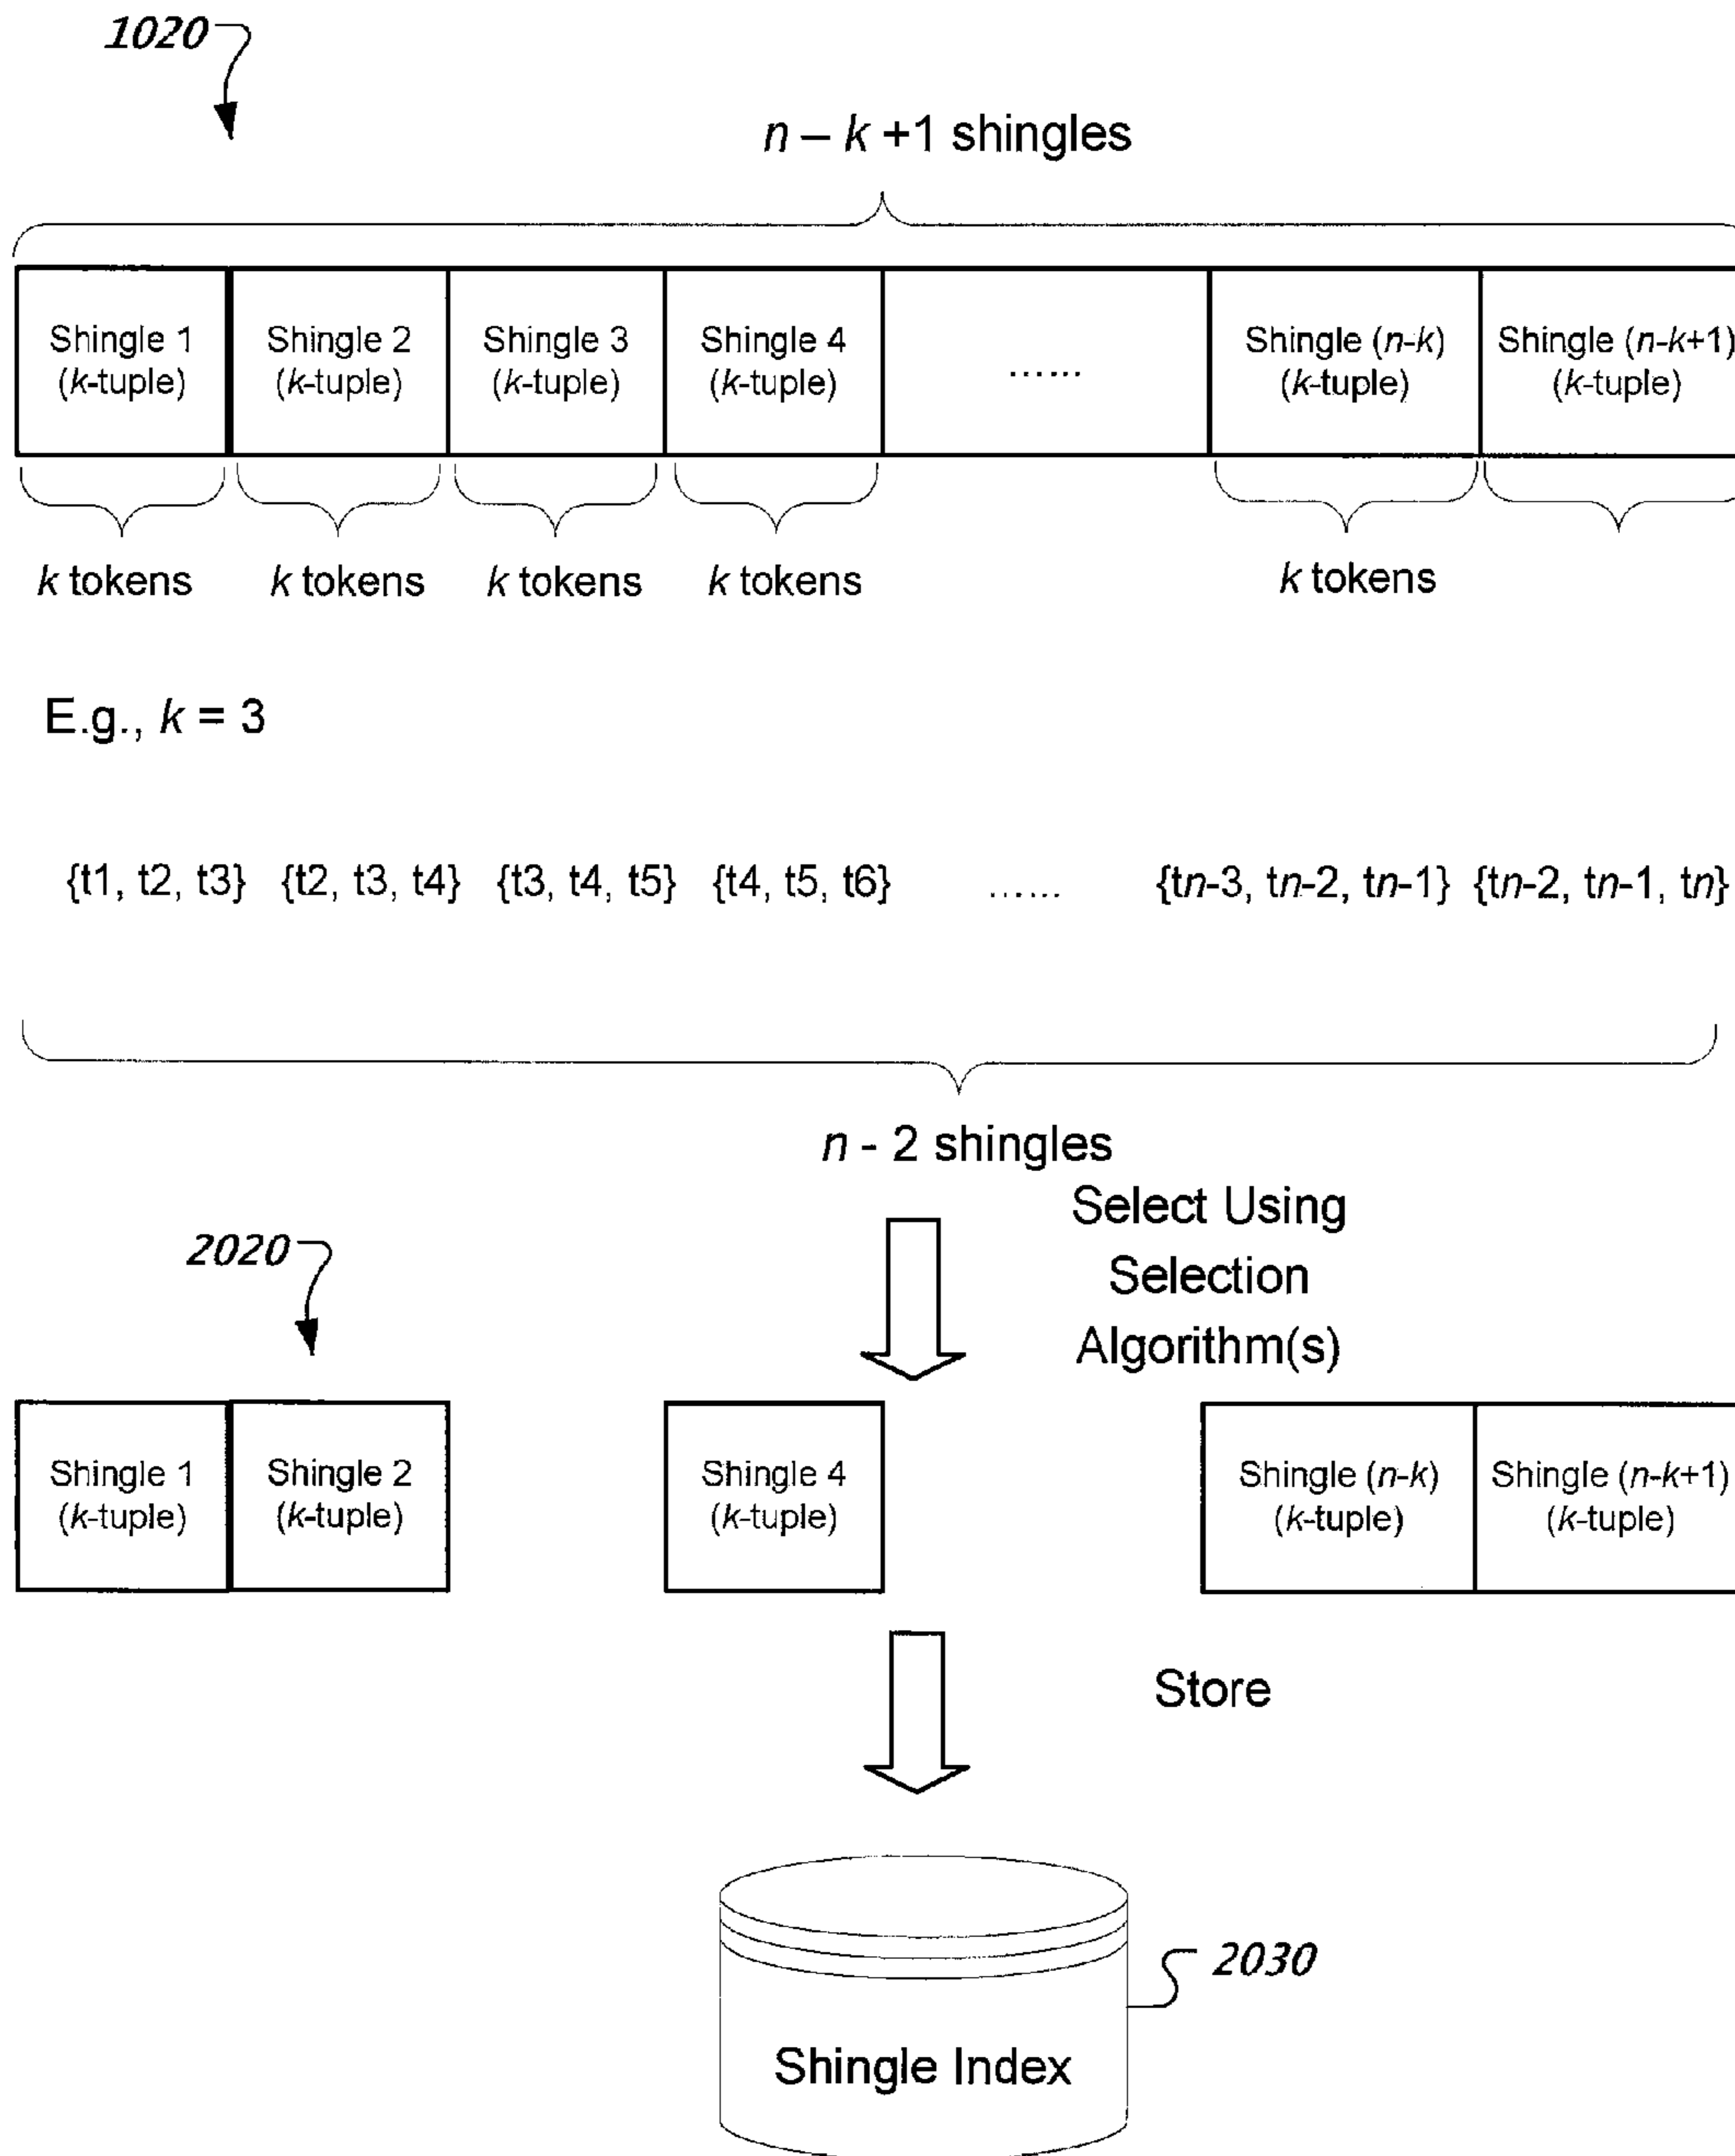 1020
n – k +1 shingles
Shingle 1 Shingle 2 Shingle 3 Shingle 4 Shingle (n-k) Shingle (n-k+1)
(k-tuple) (k-tuple) (k-tuple) (k-tuple) ...... (k-tuple) (k-tuple)
k tokens k tokens k tokens k tokens k tokens
E.g., k = 3
{t1, t2, t3} {t2, t3, t4} {t3, t4, t5} {t4, t5, t6} ...... {tn-3, tn-2, tn-1} {tn-2, tn-1, tn}
n - 2 shingles
Select Using
Selection
Algorithm(s)
2020
Shingle 1 Shingle 2 Shingle 4 Shingle (n-k) Shingle (n-k+1)
(k-tuple) (k-tuple) (k-tuple) (k-tuple) (k-tuple)
Store
2030
Shingle Index